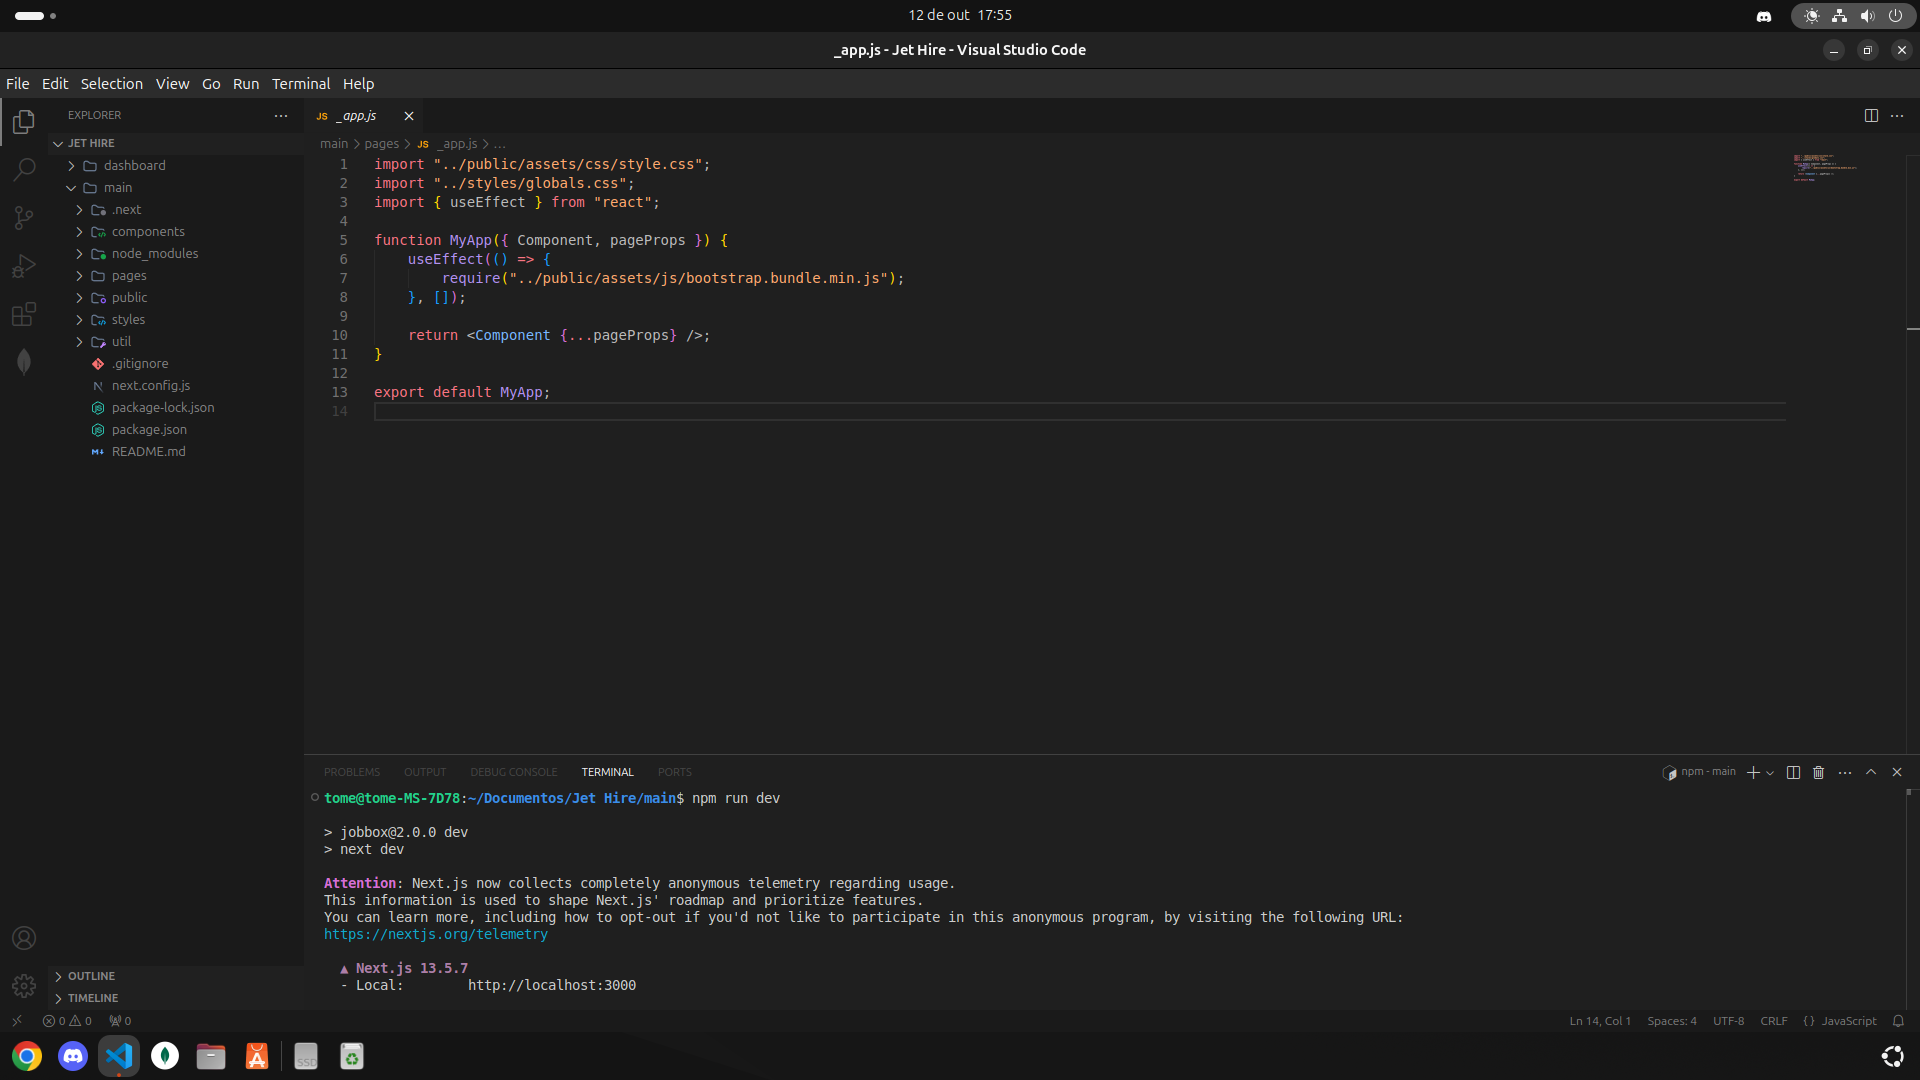 12 de out 17:55
_app.js - Jet Hire - Visual Studio Code
File Edit Selection View Go Run Terminal Help
EXPLORER
JET HIRE
dashboard
main
.next
components
node_modules
pages
public
styles
util
.gitignore
next.config.js
package-lock.json
package.json
README.md
OUTLINE
TIMELINE
JS _app.js
main > pages > JS _app.js > ...
1 import "../public/assets/css/style.css";
2 import "../styles/globals.css";
3 import { useEffect } from "react";
4
5 function MyApp({ Component, pageProps }) {
6 useEffect(() => {
7 require("../public/assets/js/bootstrap.bundle.min.js");
8 }, []);
9
10 return <Component {...pageProps} />;
11 }
12
13 export default MyApp;
14
PROBLEMS OUTPUT DEBUG CONSOLE TERMINAL PORTS
npm - main
tome@tome-MS-7D78:~/Documentos/Jet Hire/main$ npm run dev
> jobbox@2.0.0 dev
> next dev
Attention: Next.js now collects completely anonymous telemetry regarding usage.
This information is used to shape Next.js' roadmap and prioritize features.
You can learn more, including how to opt-out if you'd not like to participate in this anonymous program, by visiting the following URL:
https://nextjs.org/telemetry
▲ Next.js 13.5.7
- Local: http://localhost:3000
0 0 0
Ln 14, Col 1 Spaces: 4 UTF-8 CRLF {} JavaScript
SSD